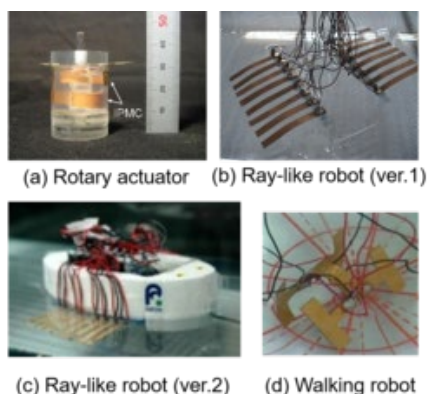 IPMC
(a) Rotary actuator
(b) Ray-like robot (ver.1)
(c) Ray-like robot (ver.2)
(d) Walking robot